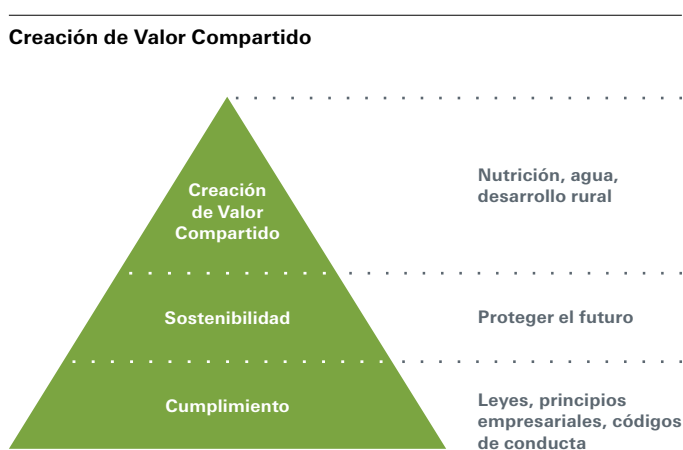 Creación de Valor Compartido
Creación
de Valor
Compartido
Nutrición, agua,
desarrollo rural
Sostenibilidad
Proteger el futuro
Cumplimiento
Leyes, principios
empresariales, códigos
de conducta